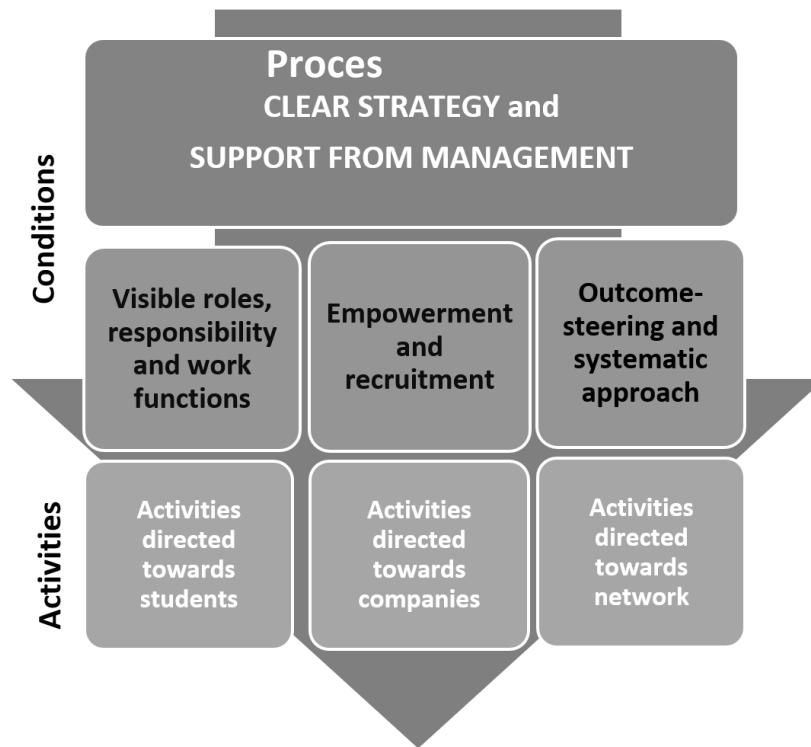 Proces
CLEAR STRATEGY and
SUPPORT FROM MANAGEMENT
Conditions
Visible roles,
responsibility
and work
functions
Empowerment
and
recruitment
Outcome-
steering and
systematic
approach
Activities
Activities
directed
towards
students
Activities
directed
towards
companies
Activities
directed
towards
network